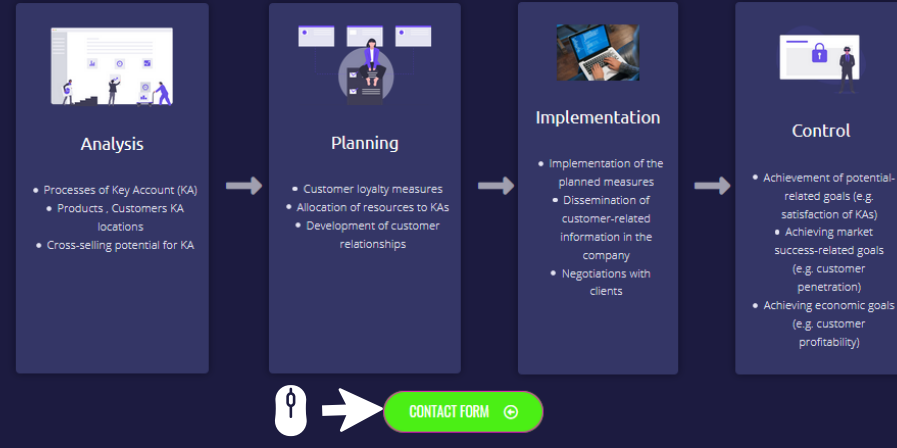 Analysis
• Processes of Key Account (KA)
• Products , Customers KA
locations
• Cross-selling potential for KA
Planning
• Customer loyalty measures
• Allocation of resources to KAs
• Development of customer
relationships
Implementation
• Implementation of the
planned measures
• Dissemination of
customer-related
information in the
company
• Negotiations with
clients
Control
• Achievement of potential-
related goals (e.g.
satisfaction of KAs)
• Achieving market
success-related goals
(e.g. customer
penetration)
• Achieving economic goals
(e.g. customer
profitability)
CONTACT FORM